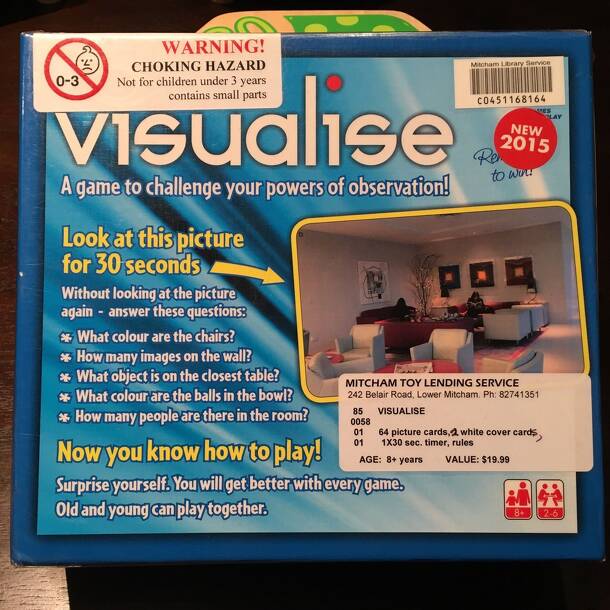 WARNING!
CHOKING HAZARD
0-3
Not for children under 3 years
contains small parts
Mitcham Library Service
C0451168164
NEW
2015
to win!
visualise
A game to challenge your powers of observation!
Look at this picture
for 30 seconds
Without looking at the picture
again - answer these questions:
* What colour are the chairs?
* How many images on the wall?
* What object is on the closest table?
* What colour are the balls in the bowl?
* How many people are there in the room?
MITCHAM TOY LENDING SERVICE
242 Belair Road, Lower Mitcham. Ph: 82741351
85 VISUALISE
0058
01 64 picture cards, 2 white cover cards,
01 1X30 sec. timer, rules
AGE: 8+ years VALUE: $19.99
Now you know how to play!
Surprise yourself. You will get better with every game.
Old and young can play together.
8+ 2-6